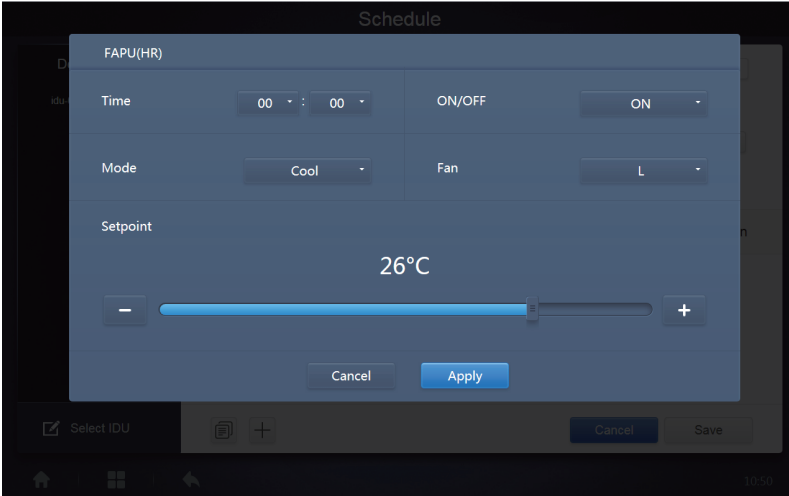 Schedule
FAPU(HR)
Time 00 : 00 ON/OFF ON
Mode Cool Fan L
Setpoint
26°C
Cancel Apply
Select IDU Cancel Save
10:50